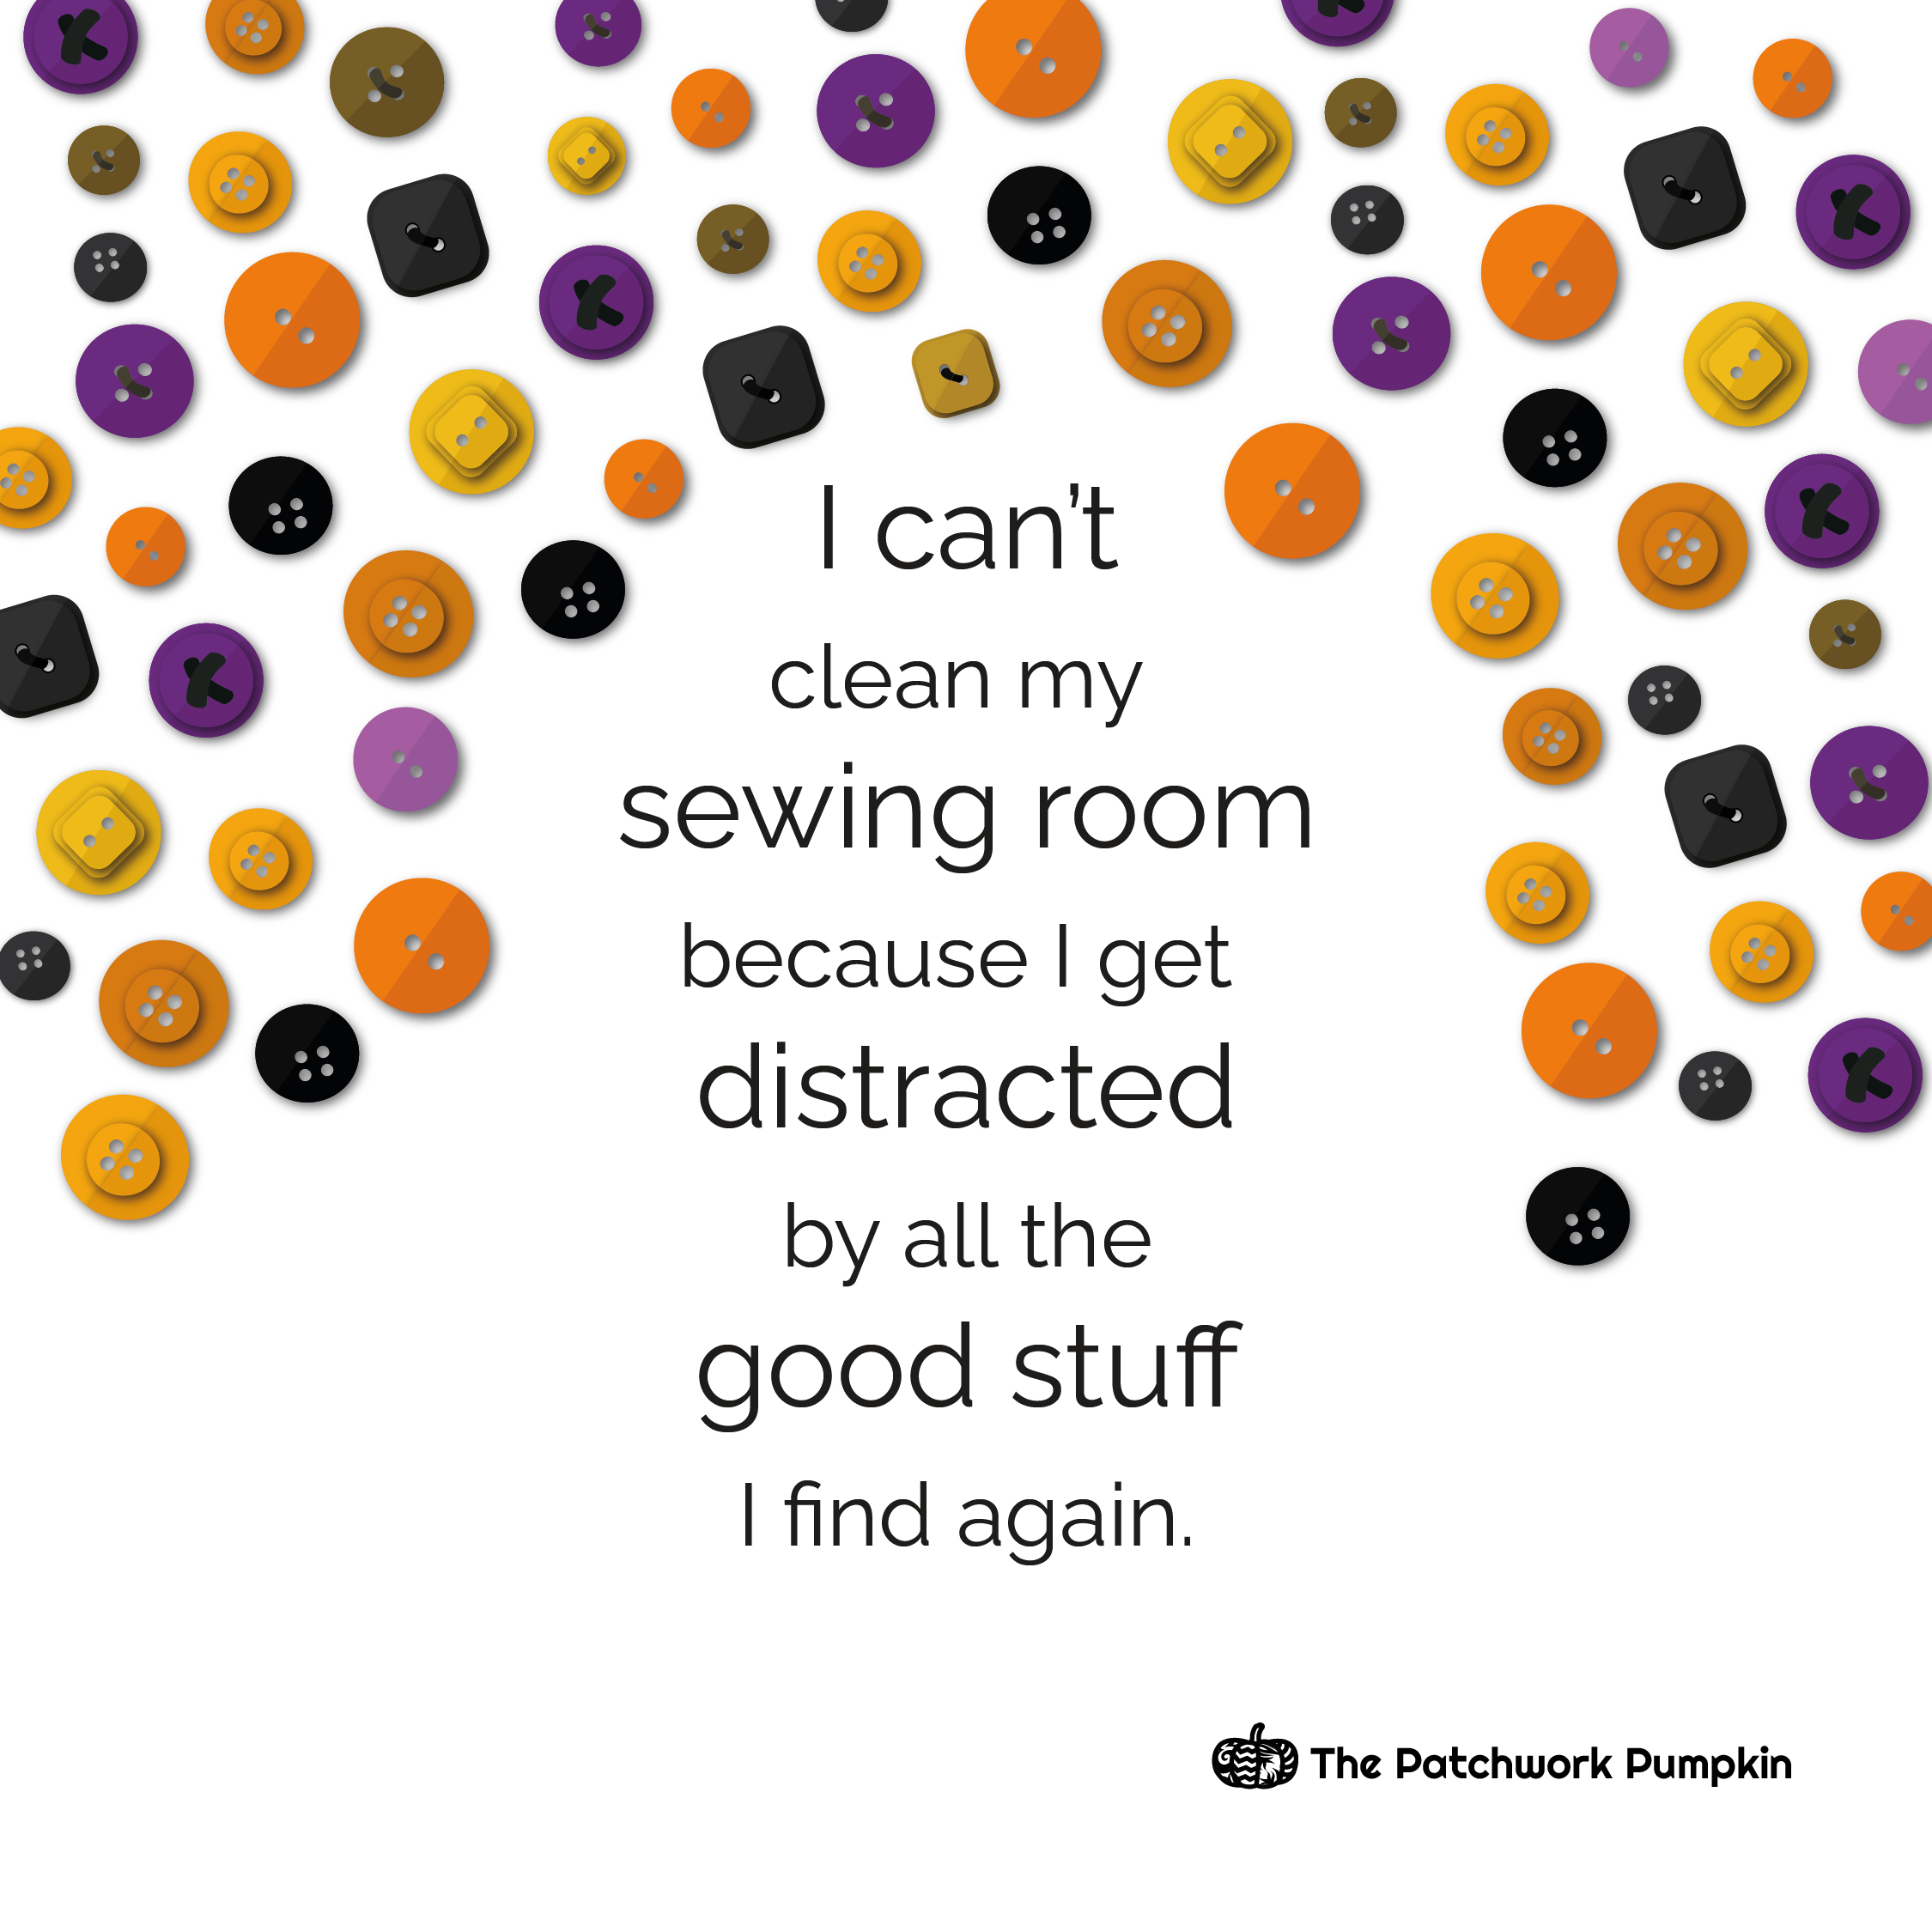 I can’t
clean my
sewing room
because I get
distracted
by all the
good stuff
I find again.
The Patchwork Pumpkin